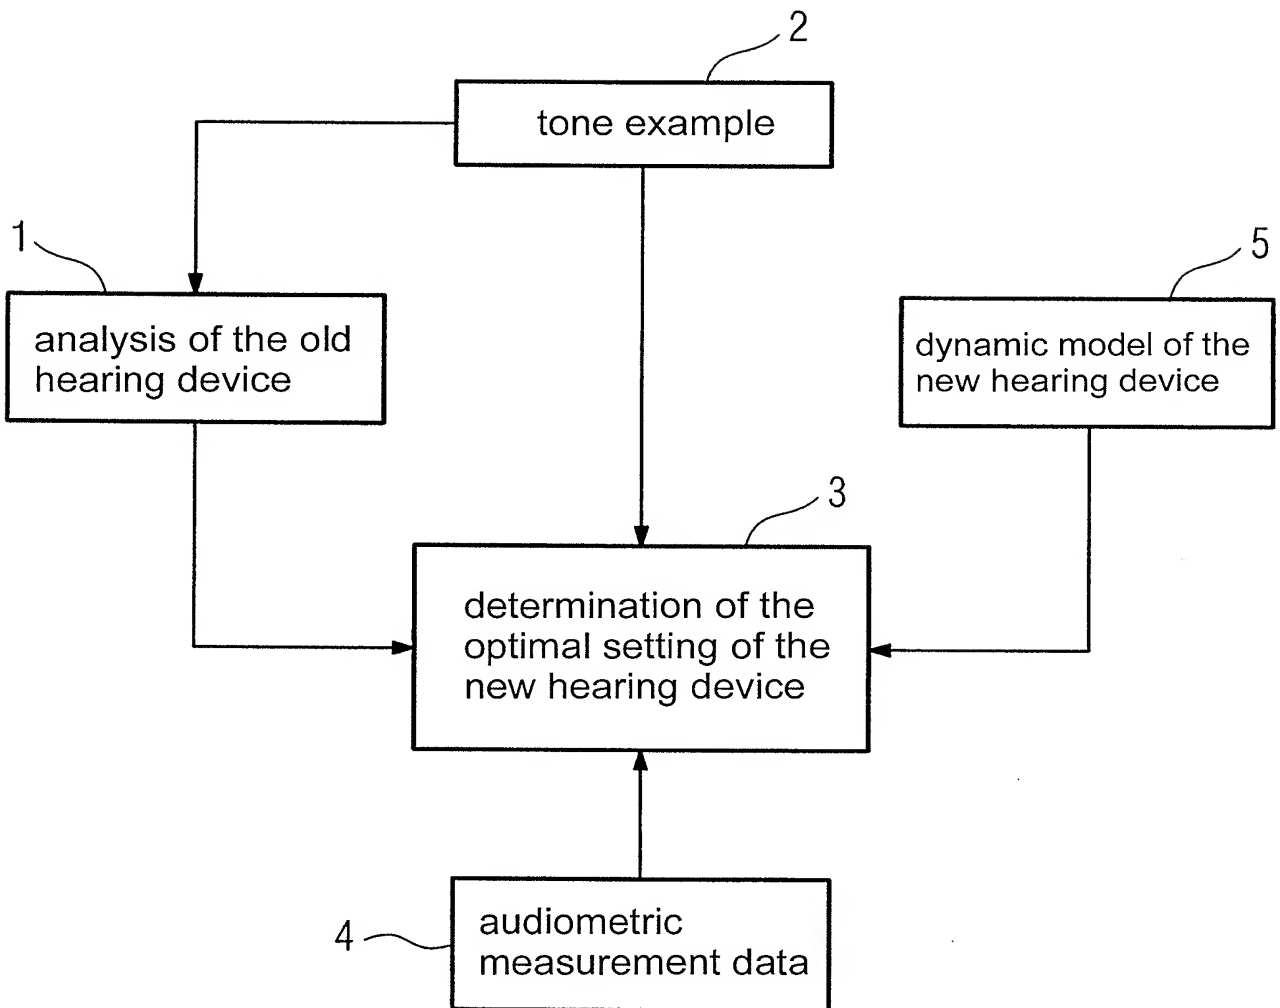 2
tone example
1
analysis of the old
hearing device
5
dynamic model of the
new hearing device
3
determination of the
optimal setting of the
new hearing device
4
audiometric
measurement data